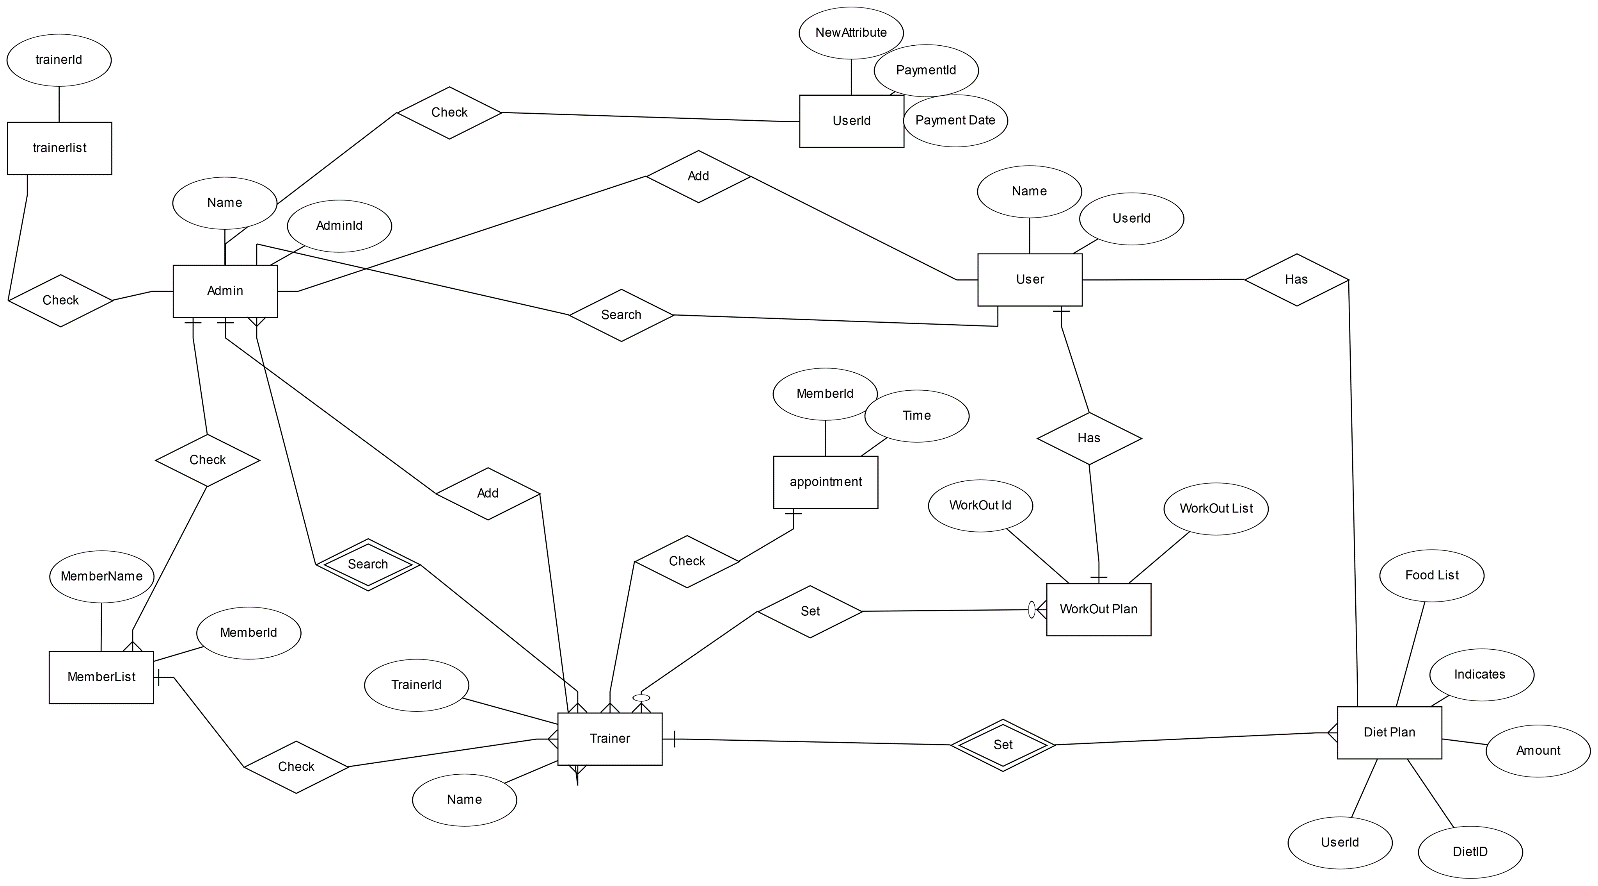 NewAttribute
trainerId
PaymentId
Check
UserId
Payment Date
trainerlist
Add
Name
UserId
Name
AdminId
User
Has
Admin
Check
Search
MemberId
Time
Has
Check
appointment
Add
WorkOut Id
WorkOut List
Check
Search
MemberName
Food List
Set
WorkOut Plan
MemberId
MemberList
Indicates
TrainerId
Trainer
Diet Plan
Set
Amount
Check
Name
UserId
DietID